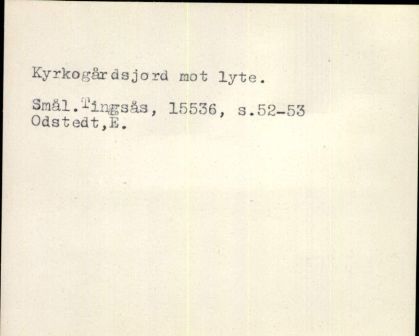 Kyrkogårdsjord mot lyte.
Smål.Tingsås, 15536, s.52-53
Odstedt,E.